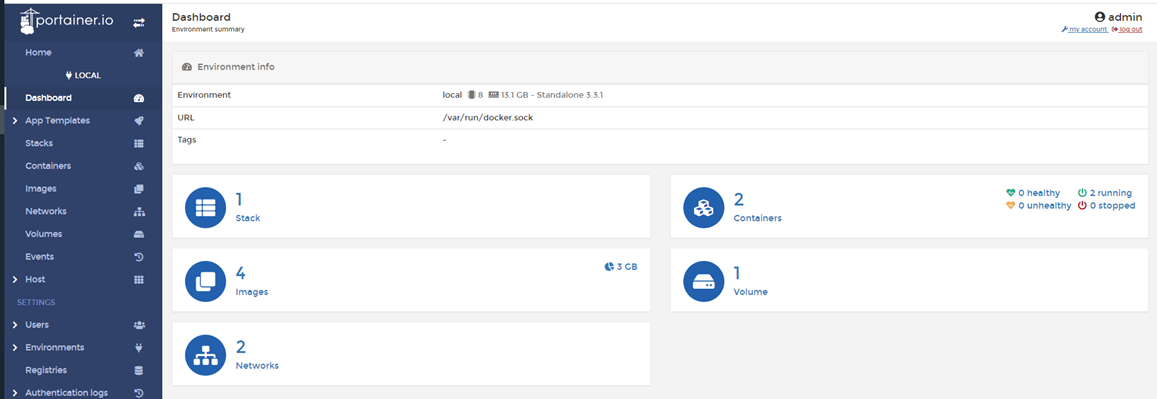 portainer.io
Home
LOCAL
Dashboard
App Templates
Stacks
Containers
Images
Networks
Volumes
Events
Host
SETTINGS
Users
Environments
Registries
Authentication logs
Dashboard
Environment summary
admin
my account log out
Environment info
Environment local 8 13.1 GB - Standalone 3.3.1
URL /var/run/docker.sock
Tags -
1
Stack
2
Containers
0 healthy 2 running
0 unhealthy 0 stopped
4
Images
3 GB
1
Volume
2
Networks